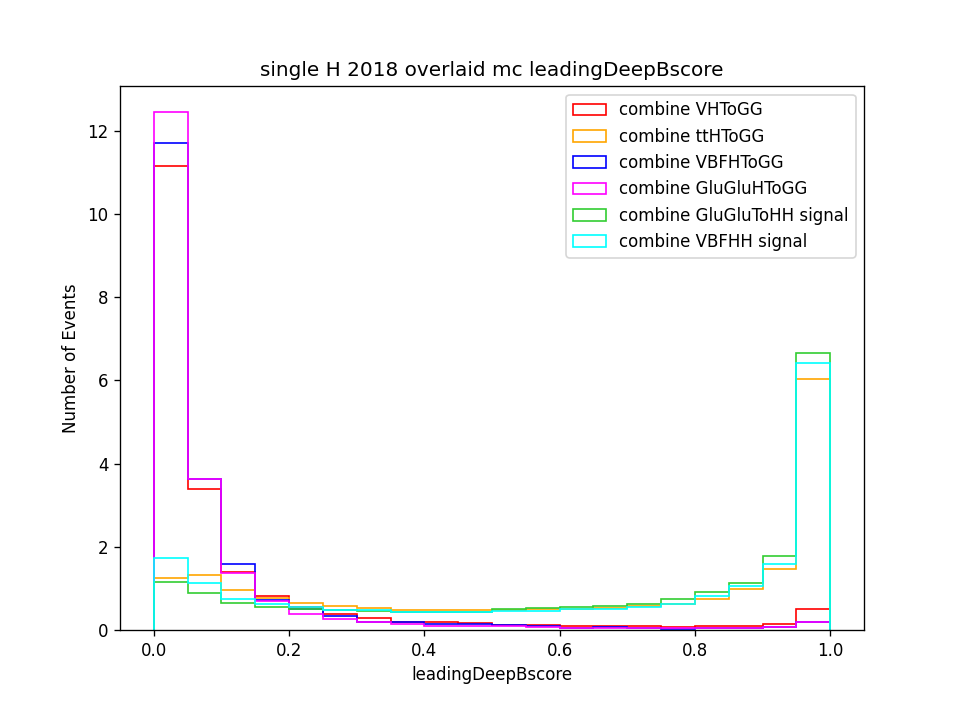 single H 2018 overlaid mc leadingDeepBscore
combine VHToGG
combine ttHToGG
combine VBFHToGG
combine GluGluHToGG
combine GluGluToHH signal
combine VBFHH signal
Number of Events
12
10
8
6
4
2
0
0.0 0.2 0.4 0.6 0.8 1.0
leadingDeepBscore